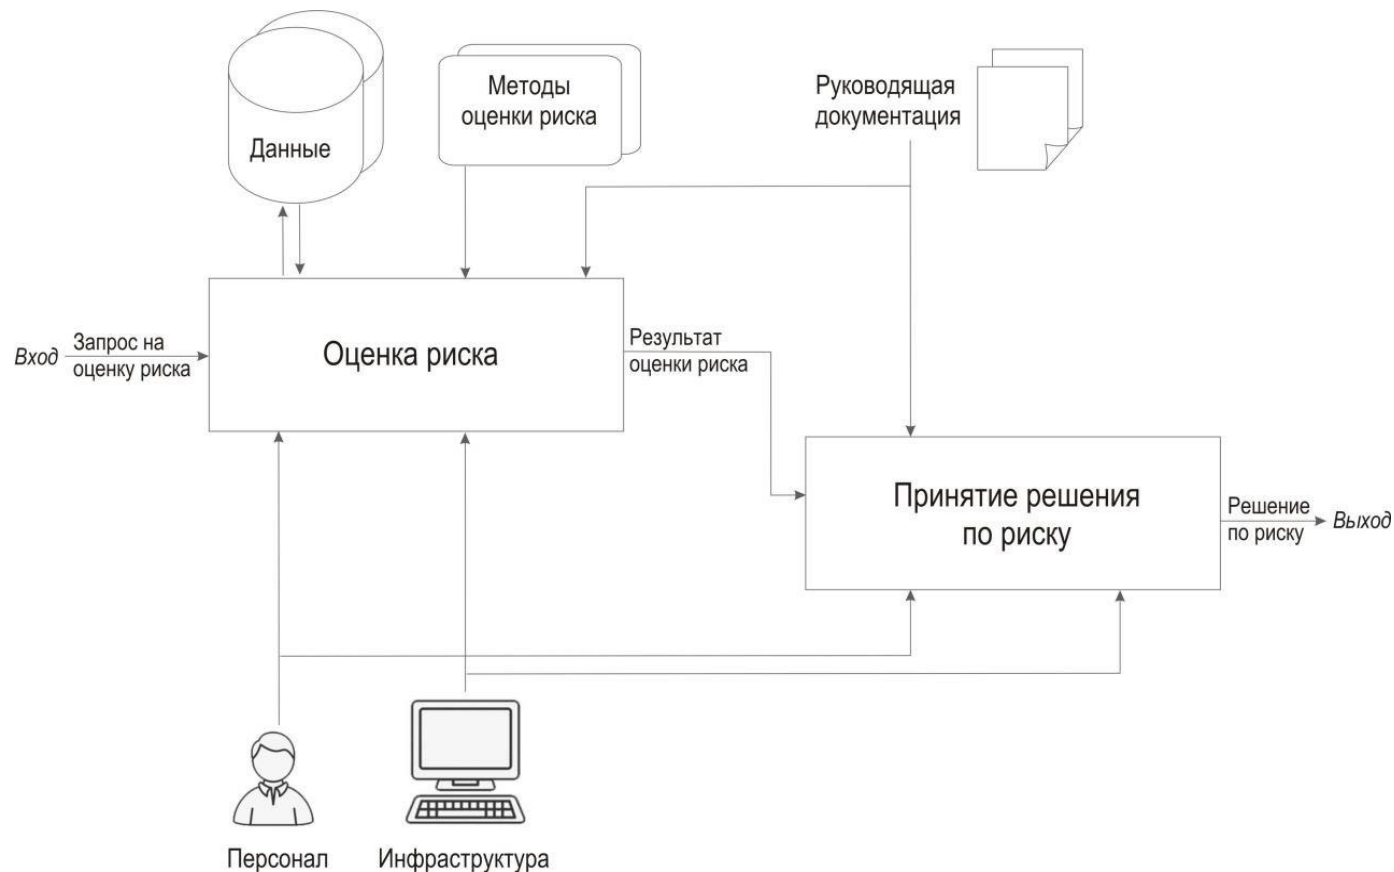 Данные
Методы
оценки риска
Руководящая
документация
Вход
Запрос на
оценку риска
Оценка риска
Результат
оценки риска
Принятие решения
по риску
Решение
по риску
Выход
Персонал
Инфраструктура